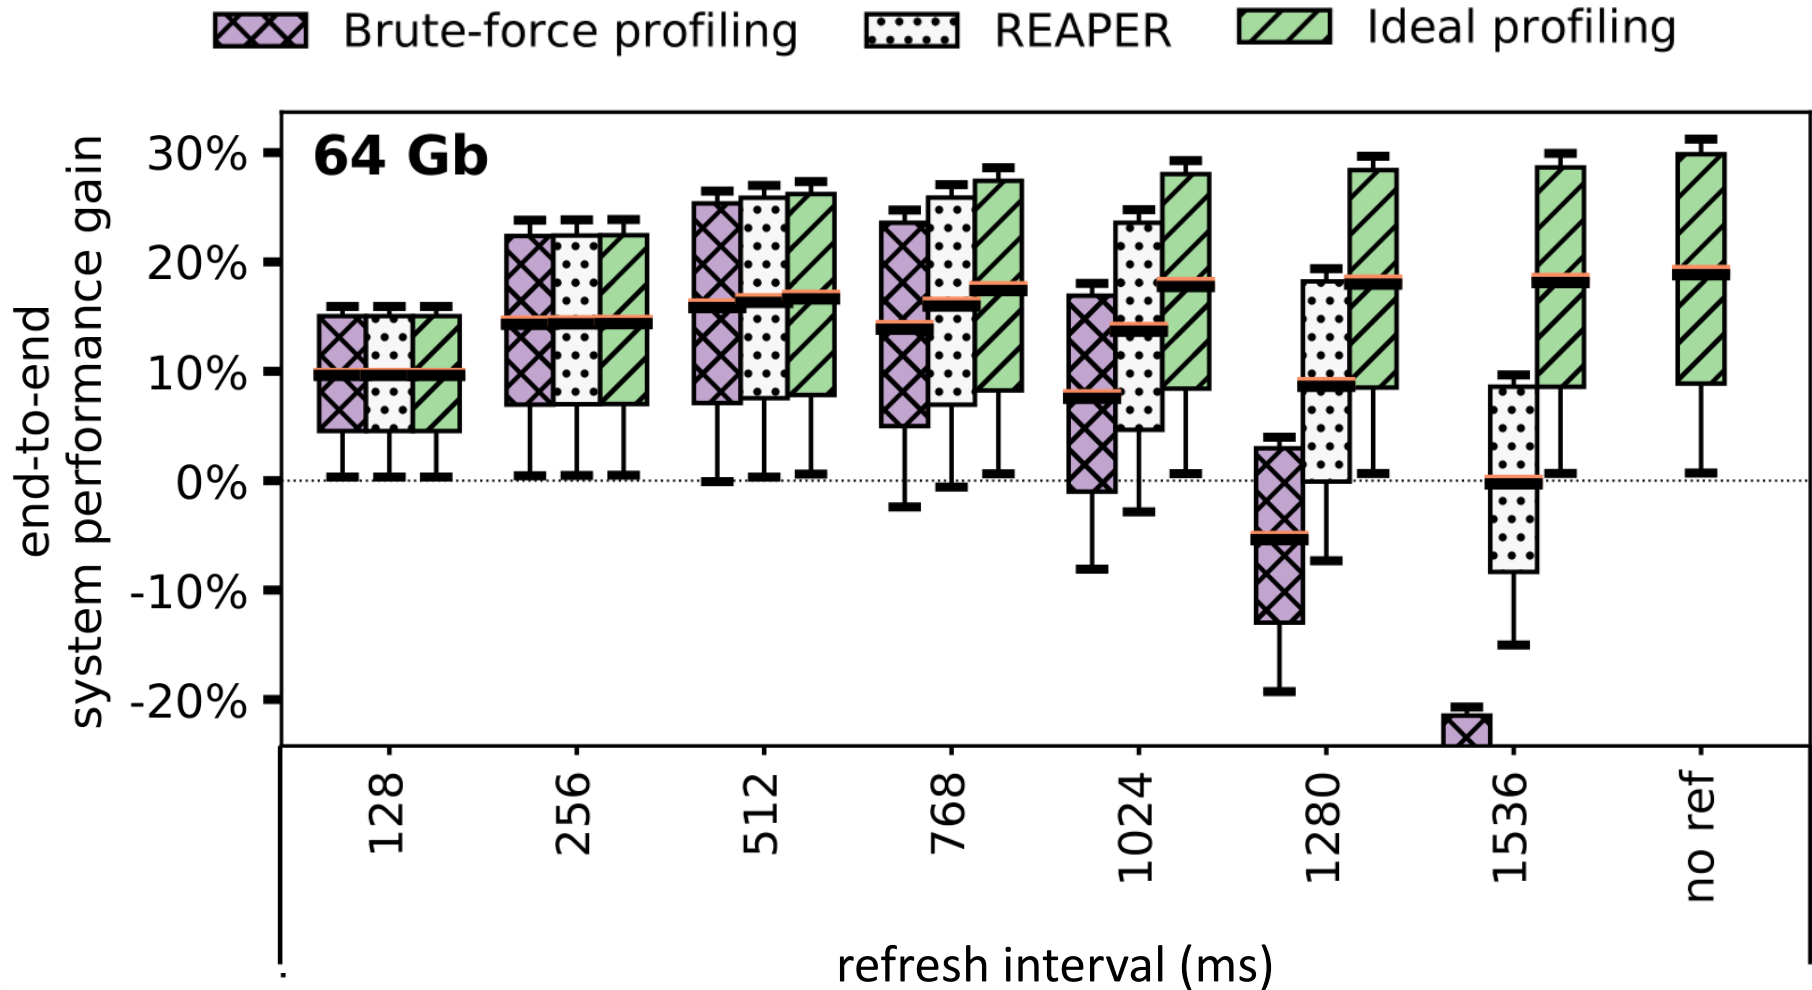 Brute-force profiling REAPER Ideal profiling
64 Gb
end-to-end
system performance gain
30%
20%
10%
0%
-10%
-20%
128 256 512 768 1024 1280 1536 no ref
refresh interval (ms)